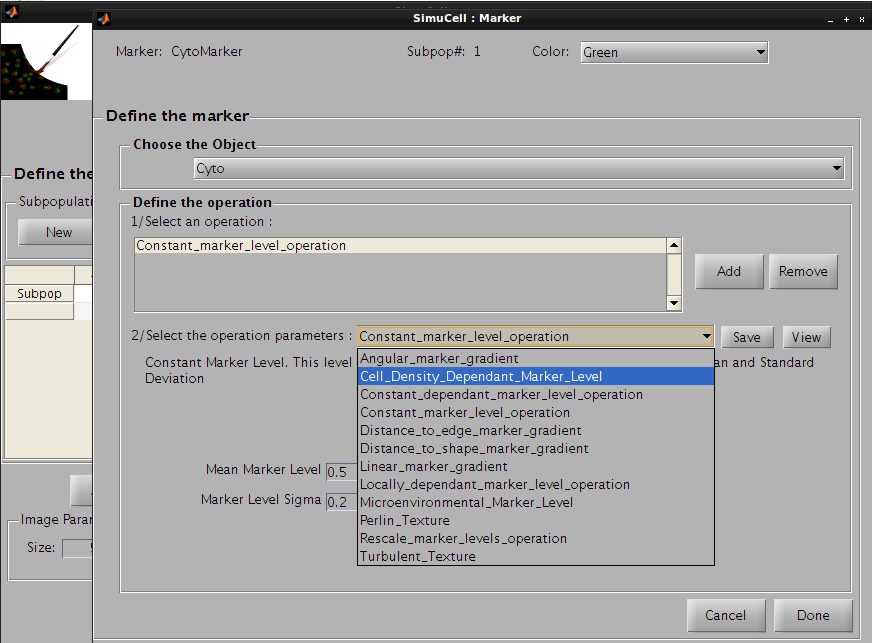 SimuCell : Marker
Marker: CytoMarker Subpop#: 1 Color: Green
Define the marker
Choose the Object
Cyto
Define the
Define the operation
Subpopulati
1/Select an operation :
New
Constant_marker_level_operation
Add Remove
Subpop
2/Select the operation parameters : Constant_marker_level_operation Save View
Constant Marker Level. This level
an and Standard
Deviation
Angular_marker_gradient
Cell_Density_Dependant_Marker_Level
Constant_dependant_marker_level_operation
Constant_marker_level_operation
Distance_to_edge_marker_gradient
Distance_to_shape_marker_gradient
Linear_marker_gradient
Locally_dependant_marker_level_operation
Microenvironmental_Marker_Level
Perlin_Texture
Rescale_marker_levels_operation
Turbulent_Texture
Mean Marker Level 0.5
Marker Level Sigma 0.2
Image Parar
Size:
Cancel Done